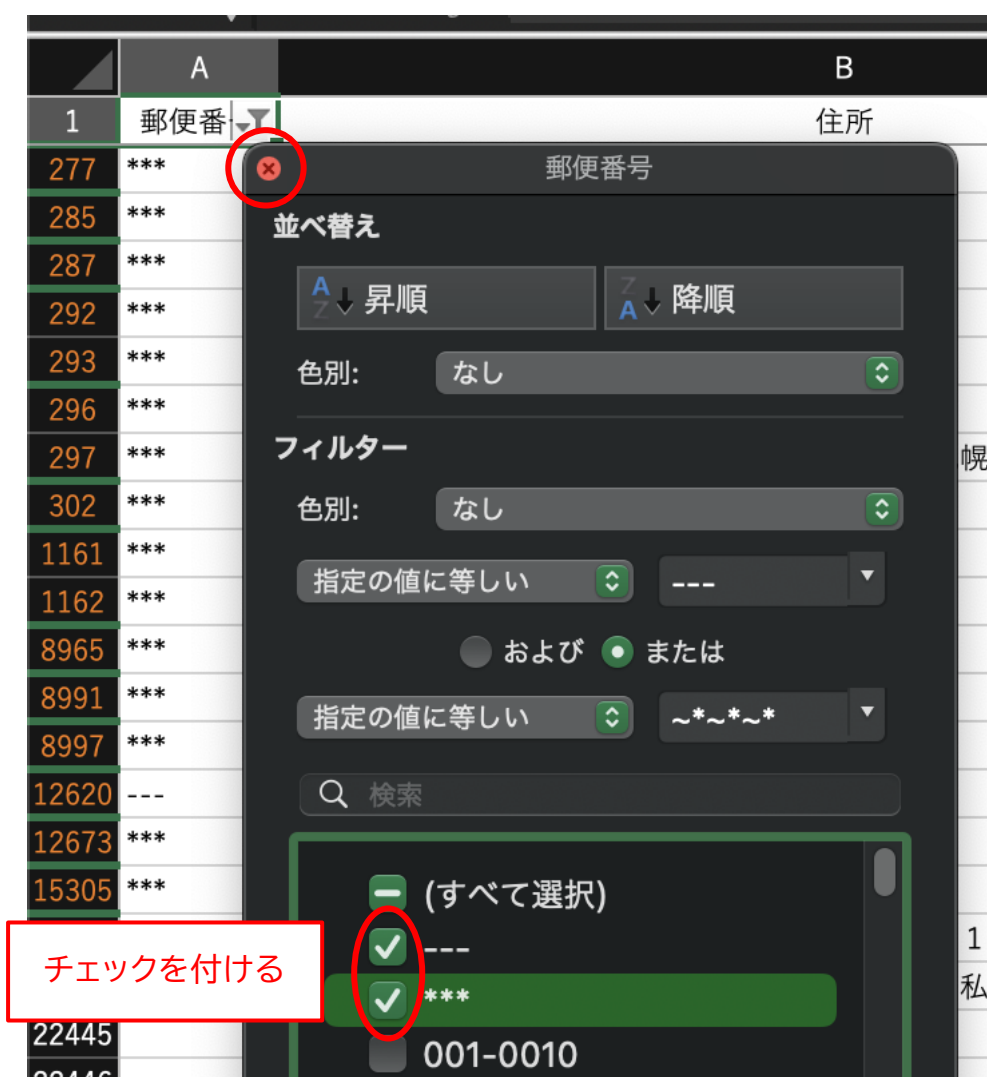 A
B
1
郵便番
住所
277 ***
郵便番号
285 ***
並べ替え
287 ***
292 ***
A
Z
昇順
Z
A
降順
293 ***
色別:
なし
296 ***
フィルター
297 ***
幌
302 ***
色別:
なし
1161 ***
指定の値に等しい
---
1162 ***
8965 ***
および
または
8991 ***
指定の値に等しい
~*~*~*
8997 ***
12620 ---
検索
12673 ***
15305 ***
(すべて選択)
1
チェックを付ける
---
***
私
22445
001-0010
22446